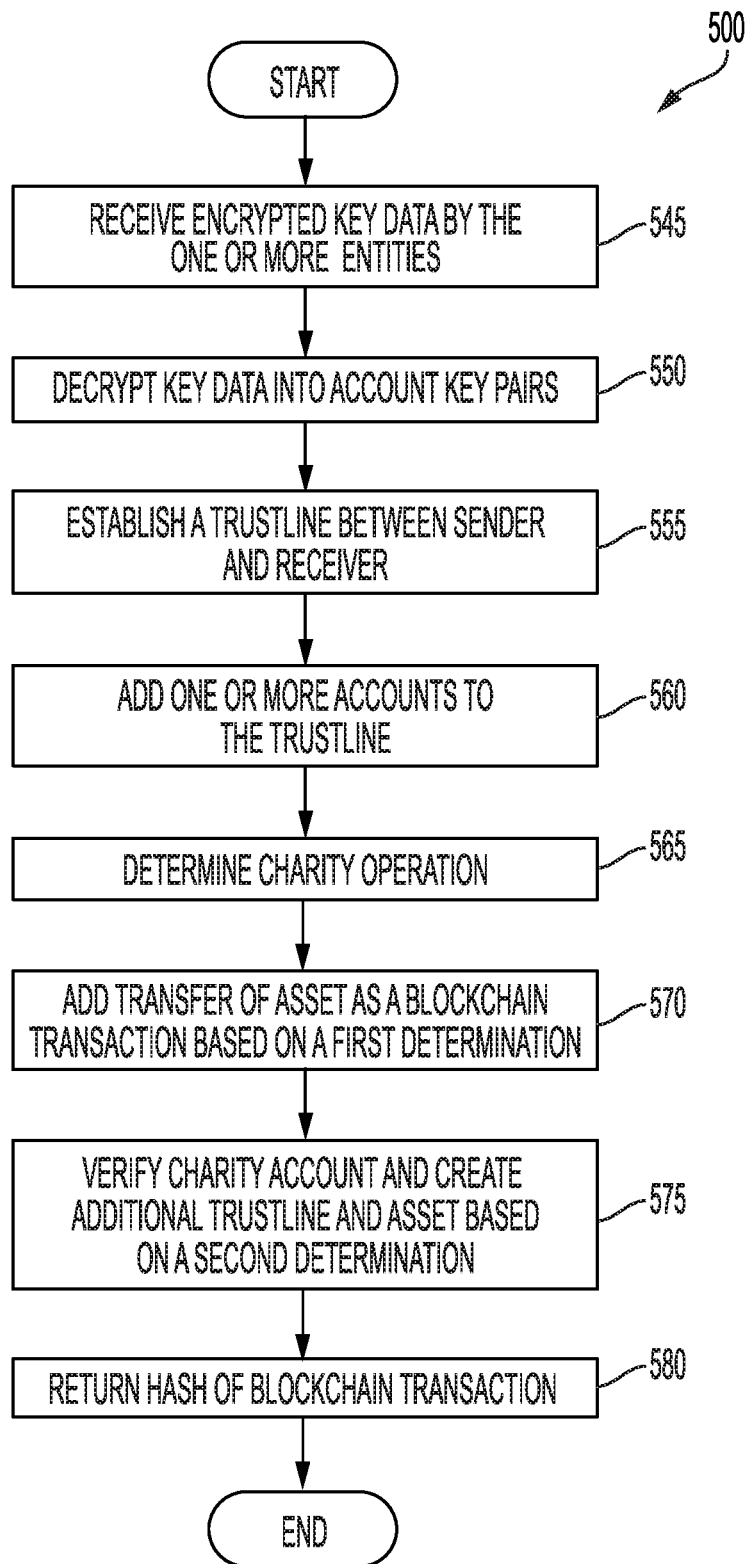 500
START
RECEIVE ENCRYPTED KEY DATA BY THE
ONE OR MORE ENTITIES
545
DECRYPT KEY DATA INTO ACCOUNT KEY PAIRS
550
ESTABLISH A TRUSTLINE BETWEEN SENDER
AND RECEIVER
555
ADD ONE OR MORE ACCOUNTS TO
THE TRUSTLINE
560
DETERMINE CHARITY OPERATION
565
ADD TRANSFER OF ASSET AS A BLOCKCHAIN
TRANSACTION BASED ON A FIRST DETERMINATION
570
VERIFY CHARITY ACCOUNT AND CREATE
ADDITIONAL TRUSTLINE AND ASSET BASED
ON A SECOND DETERMINATION
575
RETURN HASH OF BLOCKCHAIN TRANSACTION
580
END